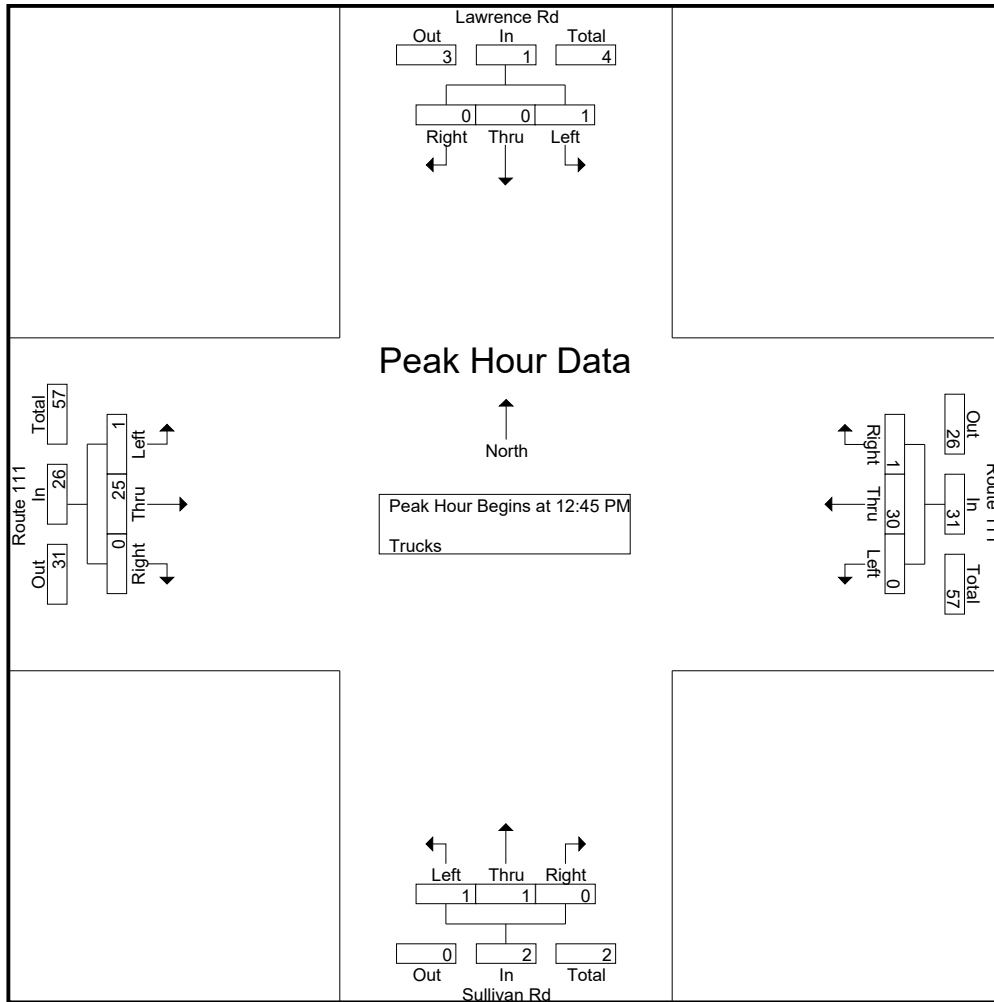 Lawrence Rd
Out In Total
3 1 4
0 0 1
Right Thru Left
Peak Hour Data
North
Peak Hour Begins at 12:45 PM
Trucks
Route 111
Total In Out
57 26 31
1 25 0
Left Thru Right
Right Thru Left
1 30 0
Out In Total
26 31 57
Route 111
Left Thru Right
1 1 0
0 2 2
Out In Total
Sullivan Rd